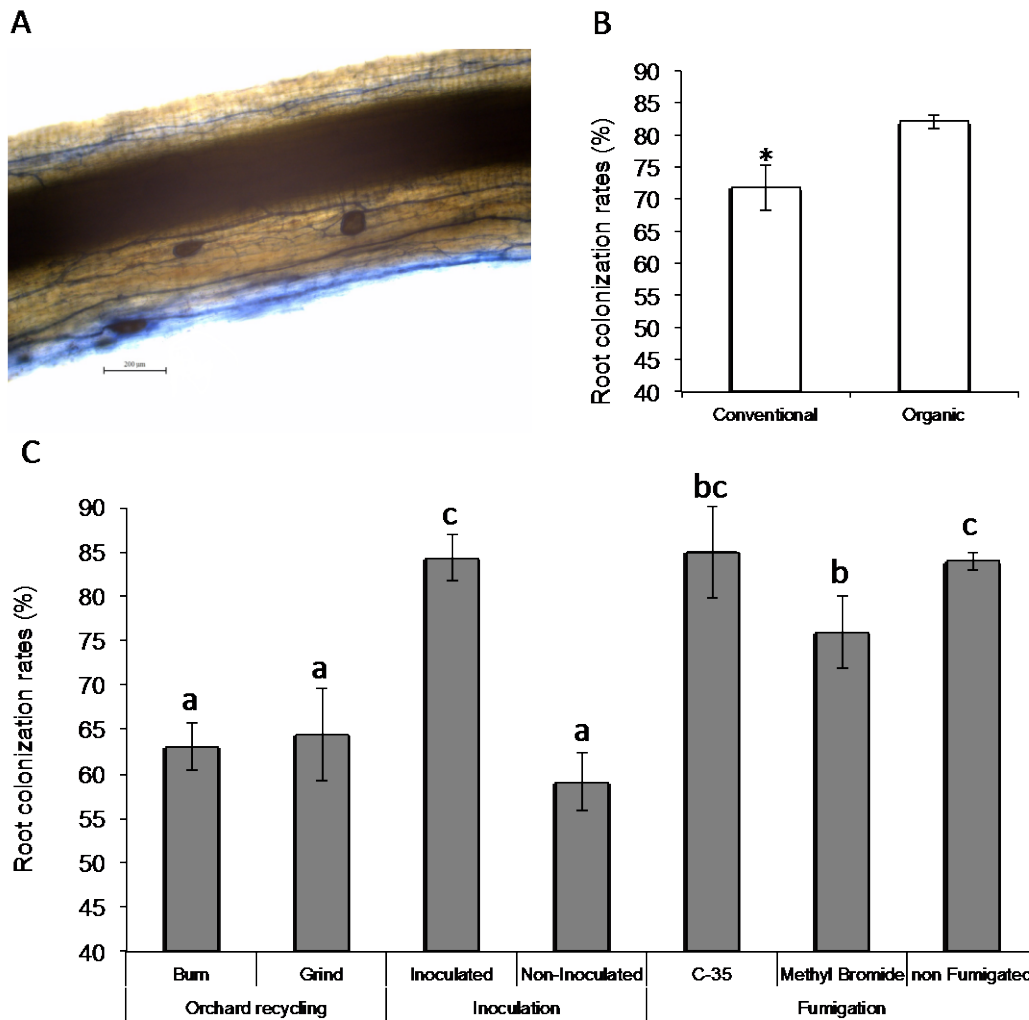 A
200 µm
B
Root colonization rates (%)
90
85
80
75
70
65
60
55
50
45
40
*
Conventional Organic
C
Root colonization rates (%)
90
85
80
75
70
65
60
55
50
45
40
a a c a bc b c
Burn Grind Inoculated Non-Inoculated C-35 Methyl Bromide non Fumigated
Orchard recycling Inoculation Fumigation